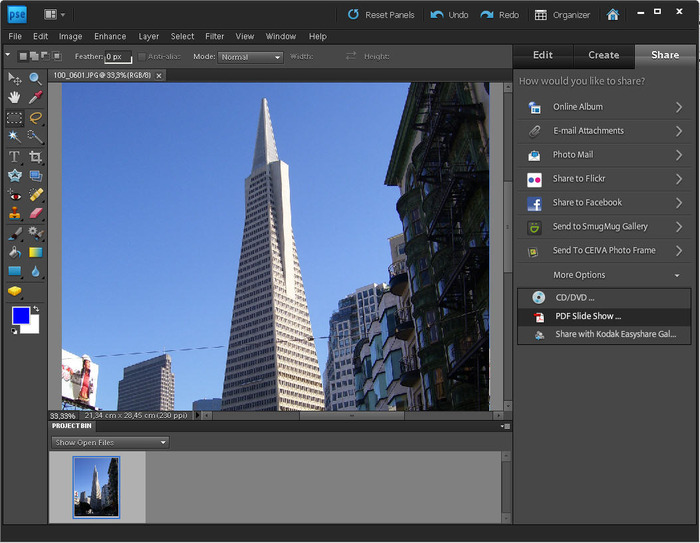 pse
Reset Panels
Undo
Redo
Organizer
File Edit Image Enhance Layer Select Filter View Window Help
Feather: 0 px Anti-alias Mode: Normal Width: Height:
Edit Create Share
100_0601.JPG @ 33,3% (RGB/8)
How would you like to share?
Online Album
E-mail Attachments
Photo Mail
Share to Flickr
Share to Facebook
Send to SmugMug Gallery
Send To CEIVA Photo Frame
More Options
CD/DVD ...
PDF Slide Show ...
Share with Kodak Easyshare Gal...
T
33,33% 21,34 cm x 28,45 cm (230 ppi)
PROJECT BIN
Show Open Files